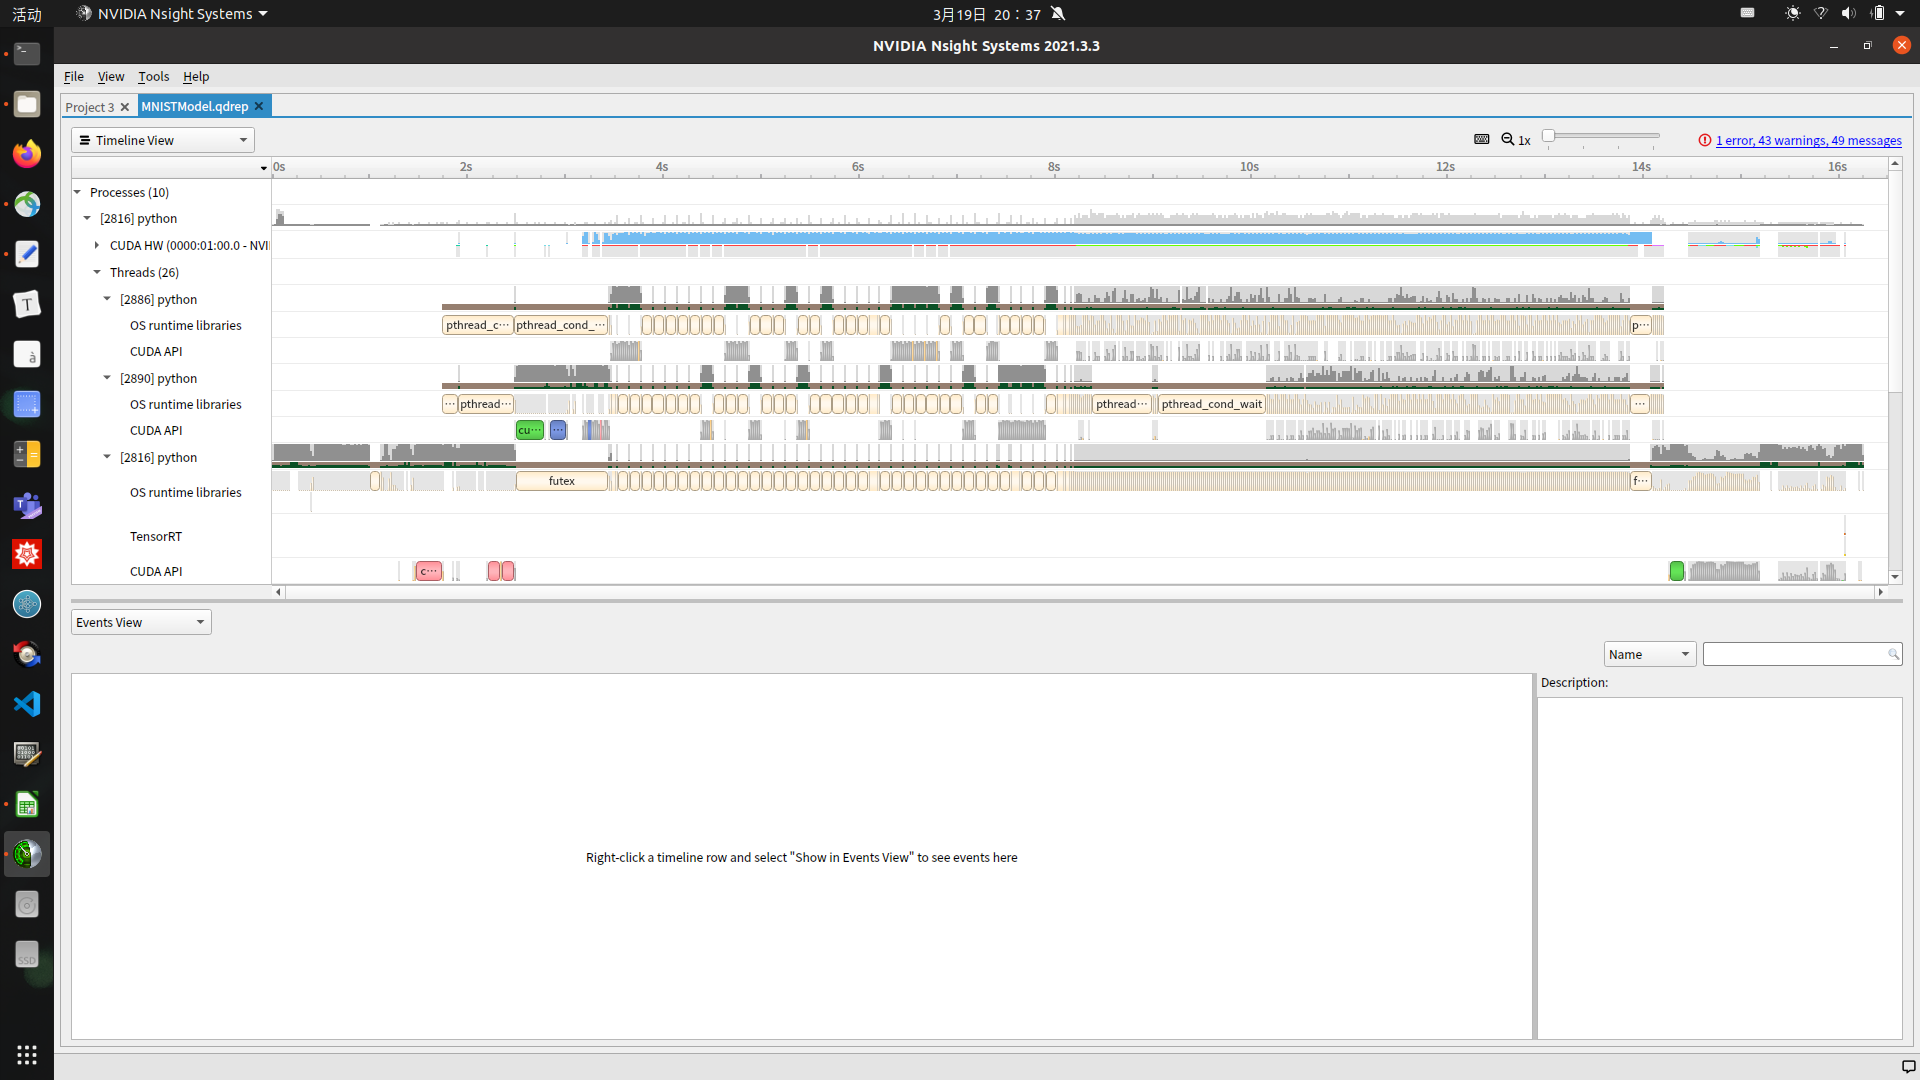 活动
NVIDIA Nsight Systems
3月19日 20：37
NVIDIA Nsight Systems 2021.3.3
File View Tools Help
Project 3
MNISTModel.qdrep
Timeline View
1x
1 error, 43 warnings, 49 messages
0s 2s 4s 6s 8s 10s 12s 14s 16s
Processes (10)
[2816] python
CUDA HW (0000:01:00.0 - NVI
Threads (26)
[2886] python
OS runtime libraries
pthread_c… pthread_cond_… p…
CUDA API
[2890] python
OS runtime libraries
… pthread… pthread… pthread_cond_wait …
CUDA API
cu… …
[2816] python
OS runtime libraries
futex f…
TensorRT
CUDA API
c…
Events View
Name
Description:
Right-click a timeline row and select "Show in Events View" to see events here
T
à
SSD